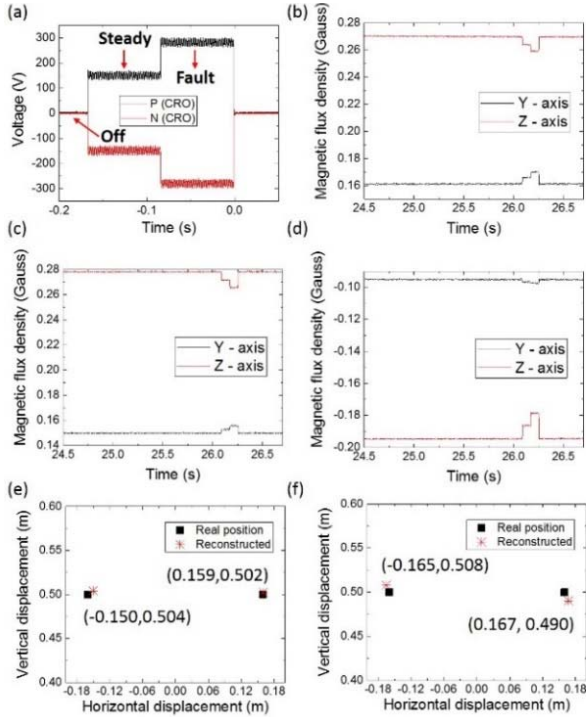 (a)
300
200
100
0
-100
-200
-300
Voltage (V)
Steady
Fault
Off
P (CRO)
N (CRO)
-0.2
-0.1
0.0
Time (s)
(b)
0.28
0.26
0.24
0.22
0.20
0.18
0.16
Magnetic flux density (Gauss)
Y - axis
Z - axis
24.5
25.0
25.5
26.0
26.5
Time (s)
(c)
0.28
0.26
0.24
0.22
0.20
0.18
0.16
0.14
Magnetic flux density (Gauss)
Y - axis
Z - axis
24.5
25.0
25.5
26.0
26.5
Time (s)
(d)
-0.10
-0.12
-0.14
-0.16
-0.18
-0.20
Magnetic flux density (Gauss)
Y - axis
Z - axis
24.5
25.0
25.5
26.0
26.5
Time (s)
(e)
0.60
0.55
0.50
0.45
0.40
Vertical displacement (m)
Real position
Reconstructed
(0.159,0.502)
(-0.150,0.504)
-0.18
-0.12
-0.06
0.00
0.06
0.12
0.18
Horizontal displacement (m)
(f)
0.60
0.55
0.50
0.45
0.40
Vertical displacement (m)
Real position
Reconstructed
(-0.165,0.508)
(0.167, 0.490)
-0.18
-0.12
-0.06
0.00
0.06
0.12
0.18
Horizontal displacement (m)